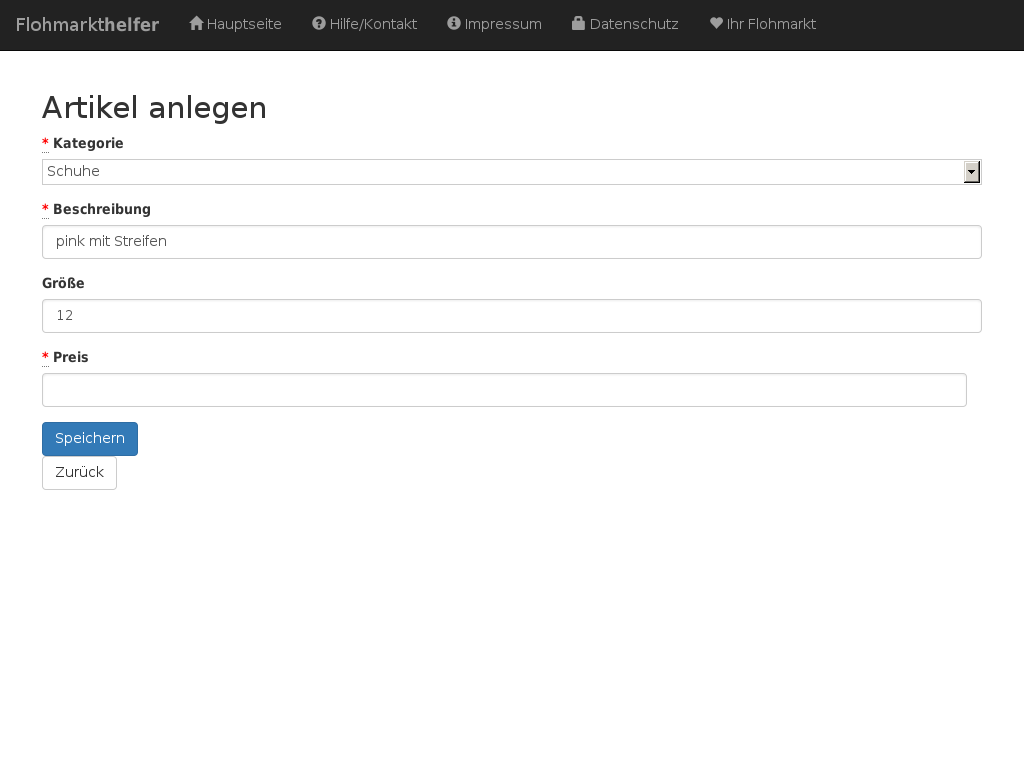 Flohmarkthelfer Hauptseite Hilfe/Kontakt Impressum Datenschutz Ihr Flohmarkt
Artikel anlegen
* Kategorie
Schuhe
* Beschreibung
pink mit Streifen
Größe
12
* Preis
Speichern
Zurück